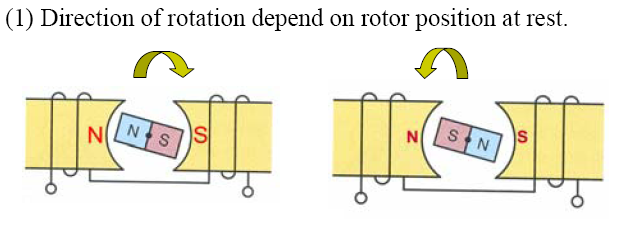 (1) Direction of rotation depend on rotor position at rest.
N N S S
N S N S